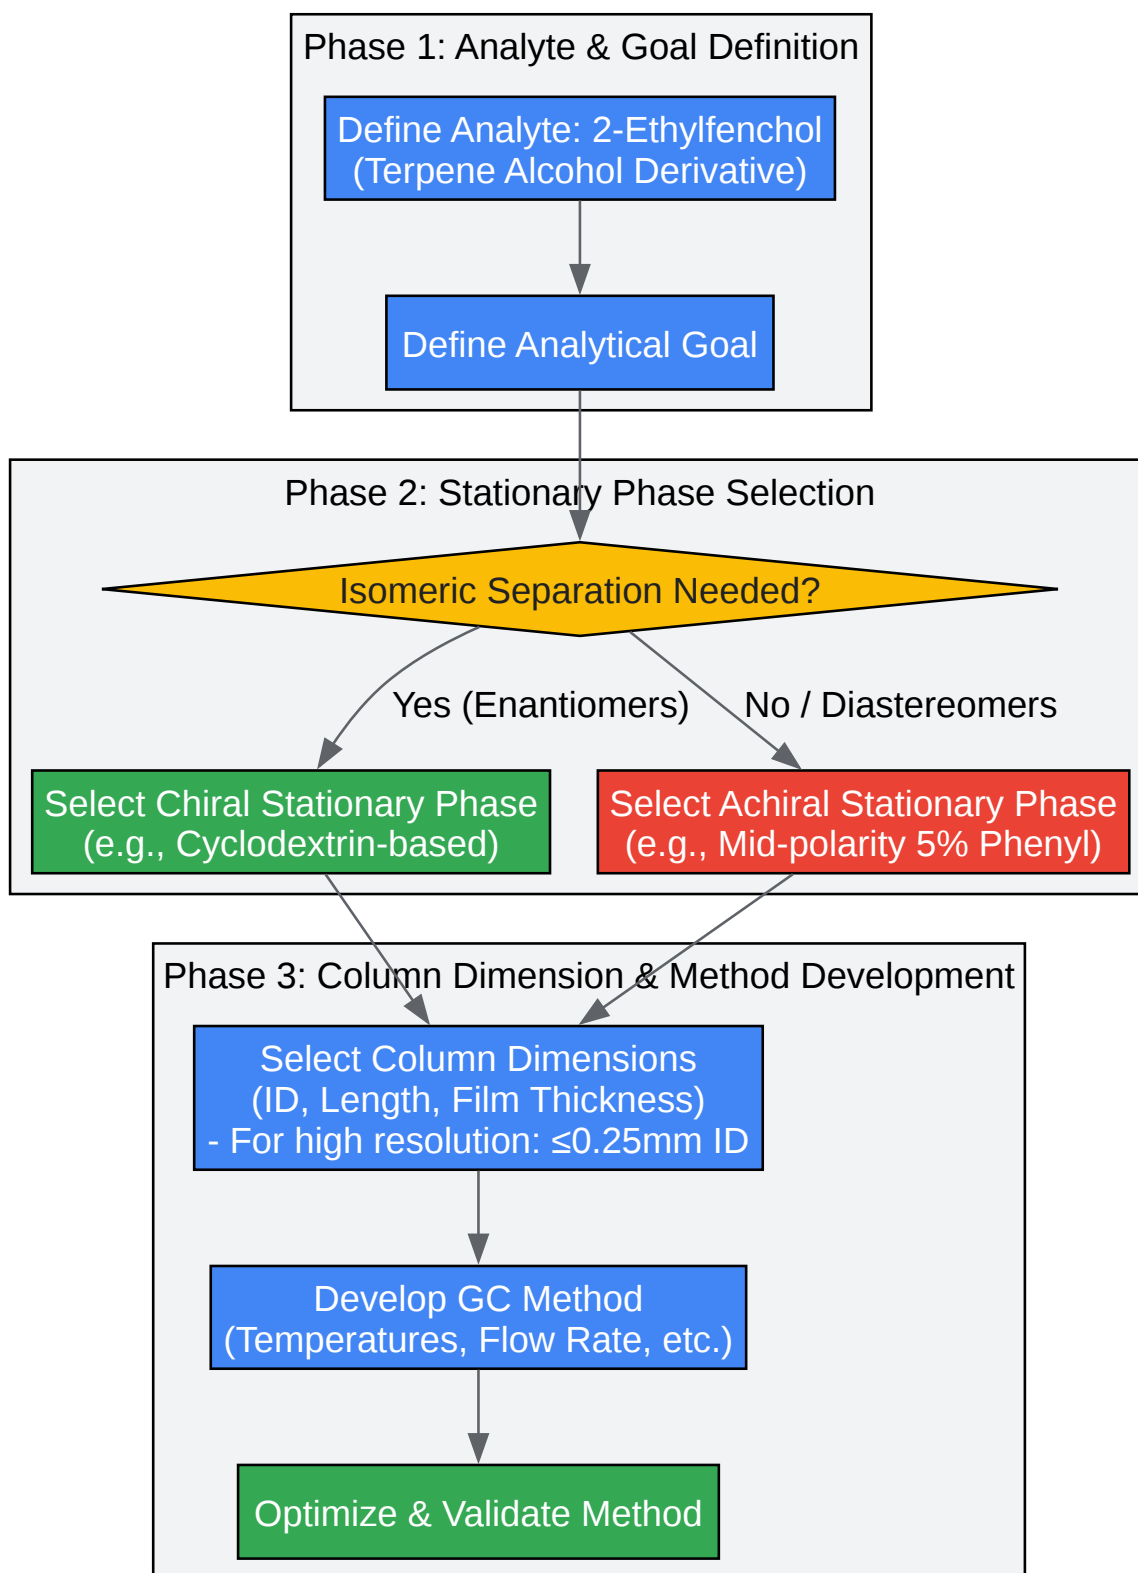 Phase 1: Analyte & Goal Definition
Define Analyte: 2-Ethylfenchol
(Terpene Alcohol Derivative)
Define Analytical Goal
Phase 2: Stationary Phase Selection
Isomeric Separation Needed?
Yes (Enantiomers)
No / Diastereomers
Select Chiral Stationary Phase
(e.g., Cyclodextrin-based)
Select Achiral Stationary Phase
(e.g., Mid-polarity 5% Phenyl)
Phase 3: Column Dimension & Method Development
Select Column Dimensions
(ID, Length, Film Thickness)
- For high resolution: ≤0.25mm ID
Develop GC Method
(Temperatures, Flow Rate, etc.)
Optimize & Validate Method